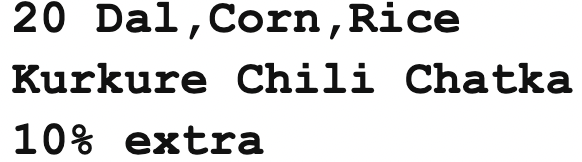 20 Dal,Corn,Rice
Kurkure Chili Chatka
10% extra